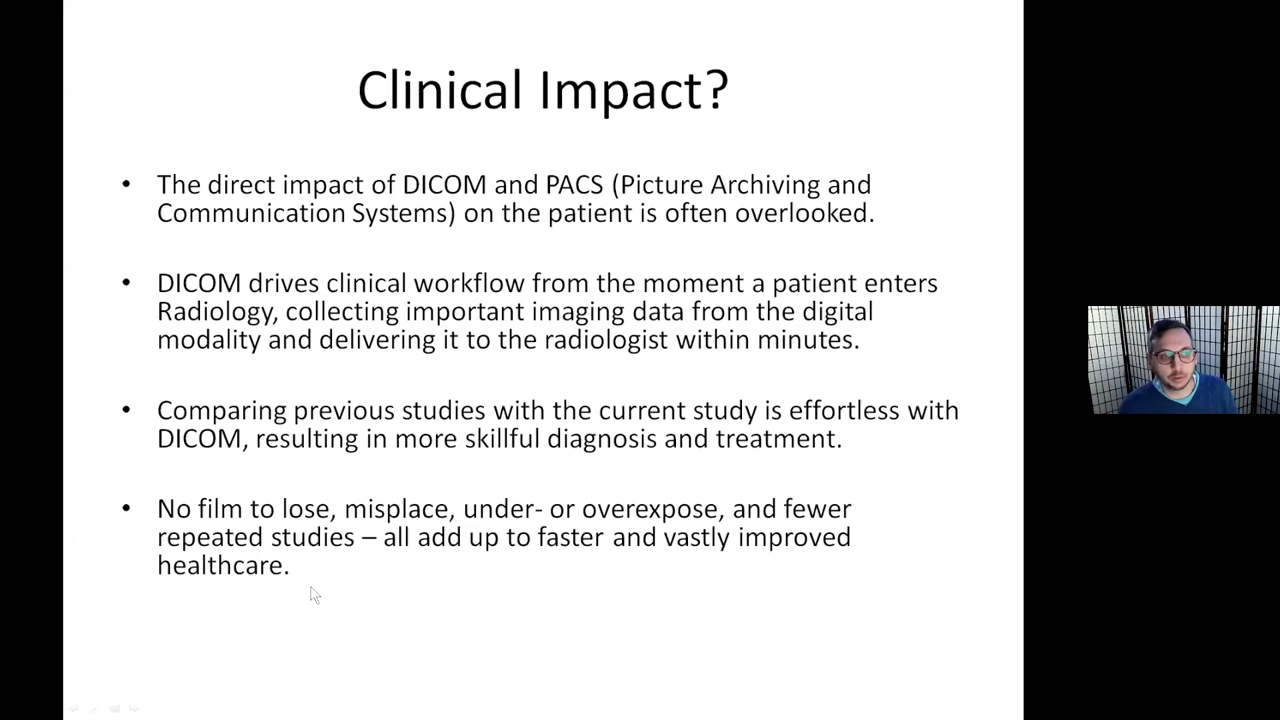 Clinical Impact?
• The direct impact of DICOM and PACS (Picture Archiving and
Communication Systems) on the patient is often overlooked.
• DICOM drives clinical workflow from the moment a patient enters
Radiology, collecting important imaging data from the digital
modality and delivering it to the radiologist within minutes.
• Comparing previous studies with the current study is effortless with
DICOM, resulting in more skillful diagnosis and treatment.
• No film to lose, misplace, under- or overexpose, and fewer
repeated studies – all add up to faster and vastly improved
healthcare.